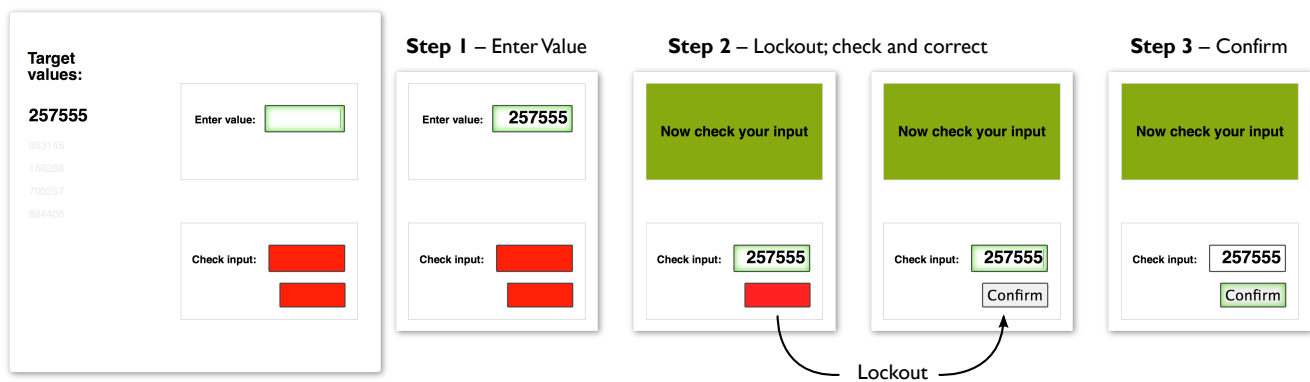 Target
values:
257555
953145
156286
700257
684406
Enter value:
Check input:
Step 1 – Enter Value
Enter value: 257555
Check input:
Step 2 – Lockout; check and correct
Now check your input
Check input: 257555
Now check your input
Check input: 257555
Confirm
Lockout
Step 3 – Confirm
Now check your input
Check input: 257555
Confirm